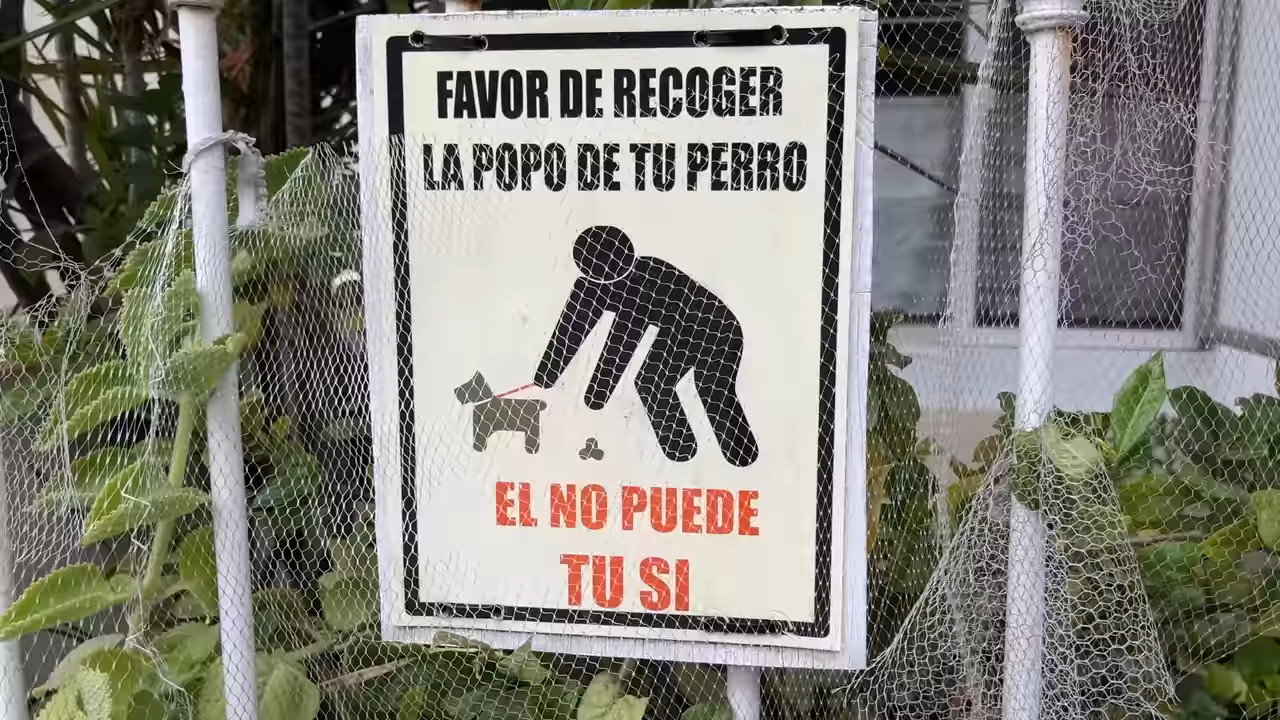 FAVOR DE RECOGER
LA POPO DE TU PERRO
EL NO PUEDE
TU SI